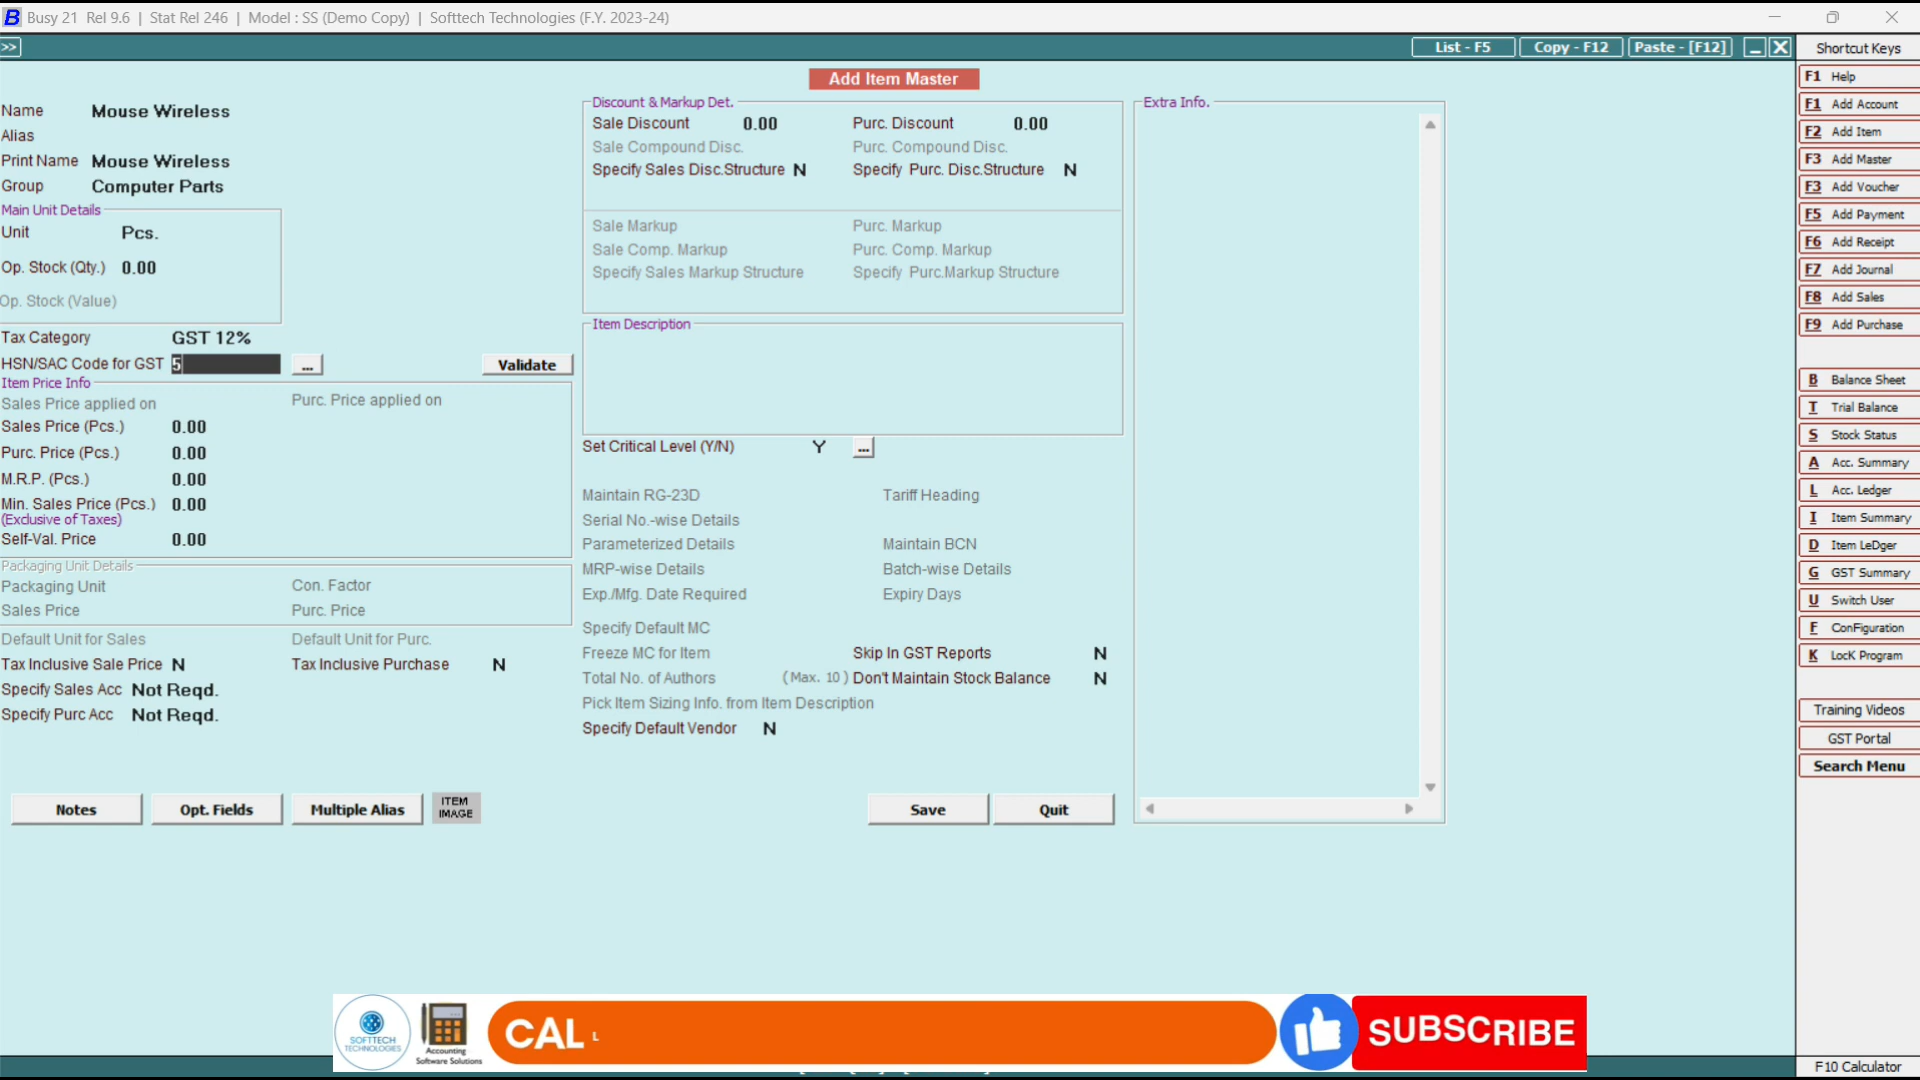 Busy 21 Rel 9.6 | Stat Rel 246 | Model : SS (Demo Copy) | Softtech Technologies (F.Y. 2023-24)
>> List - F5 Copy - F12 Paste - [F12]
Add Item Master
Name Mouse Wireless
Alias
Print Name Mouse Wireless
Group Computer Parts
Main Unit Details
Unit Pcs.
Op. Stock (Qty.) 0.00
Op. Stock (Value)
Tax Category GST 12%
HSN/SAC Code for GST 5 ... Validate
Item Price Info
Sales Price applied on Purc. Price applied on
Sales Price (Pcs.) 0.00
Purc. Price (Pcs.) 0.00
M.R.P. (Pcs.) 0.00
Min. Sales Price (Pcs.) 0.00
(Exclusive of Taxes)
Self-Val. Price 0.00
Packaging Unit Details
Packaging Unit Con. Factor
Sales Price Purc. Price
Default Unit for Sales Default Unit for Purc.
Tax Inclusive Sale Price N Tax Inclusive Purchase N
Specify Sales Acc Not Reqd.
Specify Purc Acc Not Reqd.
Notes Opt. Fields Multiple Alias ITEM IMAGE
Discount & Markup Det.
Sale Discount 0.00 Purc. Discount 0.00
Sale Compound Disc. Purc. Compound Disc.
Specify Sales Disc.Structure N Specify Purc. Disc.Structure N
Sale Markup Purc. Markup
Sale Comp. Markup Purc. Comp. Markup
Specify Sales Markup Structure Specify Purc.Markup Structure
Item Description
Set Critical Level (Y/N) Y ...
Maintain RG-23D Tariff Heading
Serial No.-wise Details
Parameterized Details Maintain BCN
MRP-wise Details Batch-wise Details
Exp./Mfg. Date Required Expiry Days
Specify Default MC
Freeze MC for Item Skip In GST Reports N
Total No. of Authors (Max. 10) Don't Maintain Stock Balance N
Pick Item Sizing Info. from Item Description
Specify Default Vendor N
Save Quit
Extra Info.
Shortcut Keys
F1 Help
F1 Add Account
F2 Add Item
F3 Add Master
F3 Add Voucher
F5 Add Payment
F6 Add Receipt
F7 Add Journal
F8 Add Sales
F9 Add Purchase
B Balance Sheet
T Trial Balance
S Stock Status
A Acc. Summary
L Acc. Ledger
I Item Summary
D Item LeDger
G GST Summary
U Switch User
F ConFiguration
K LocK Program
Training Videos
GST Portal
Search Menu
F10 Calculator
SOFTTECH TECHNOLOGIES
Accounting
Software Solutions
CAL L
SUBSCRIBE